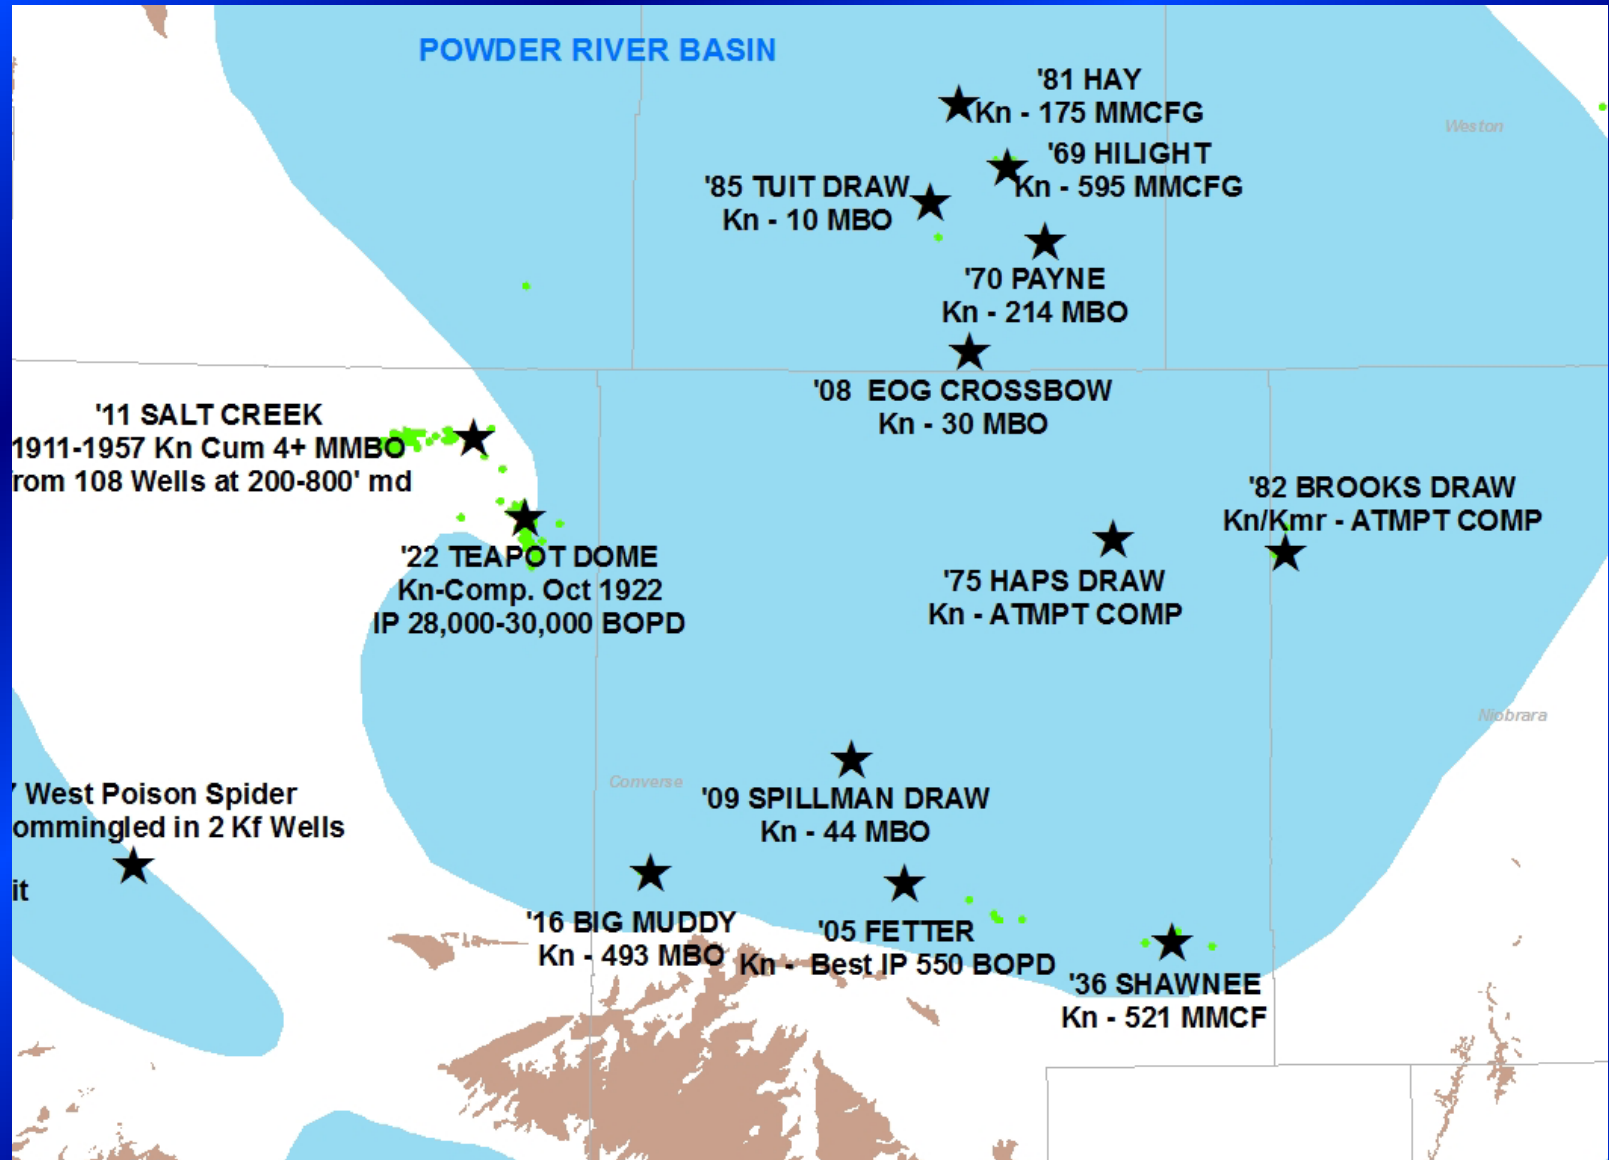 POWDER RIVER BASIN
'81 HAY
Kn - 175 MMCFG
Weston
'69 HILIGHT
Kn - 595 MMCFG
'85 TUIT DRAW
Kn - 10 MBO
'70 PAYNE
Kn - 214 MBO
'08 EOG CROSSBOW
Kn - 30 MBO
'11 SALT CREEK
1911-1957 Kn Cum 4+ MMBO
rom 108 Wells at 200-800' md
'82 BROOKS DRAW
Kn/Kmr - ATMPT COMP
'22 TEAPOT DOME
Kn-Comp. Oct 1922
IP 28,000-30,000 BOPD
'75 HAPS DRAW
Kn - ATMPT COMP
Niobrara
Converse
West Poison Spider
ommingled in 2 Kf Wells
it
'09 SPILLMAN DRAW
Kn - 44 MBO
'16 BIG MUDDY
Kn - 493 MBO
'05 FETTER
Kn - Best IP 550 BOPD
'36 SHAWNEE
Kn - 521 MMCF